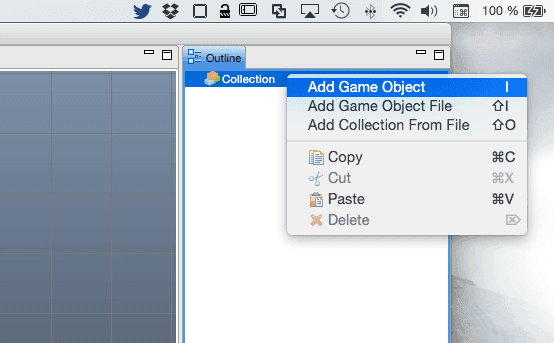 100 %
Outline
Collection
Add Game Object I
Add Game Object File ⇧I
Add Collection From File ⇧O
Copy ⌘C
Cut ⌘X
Paste ⌘V
Delete ⌦